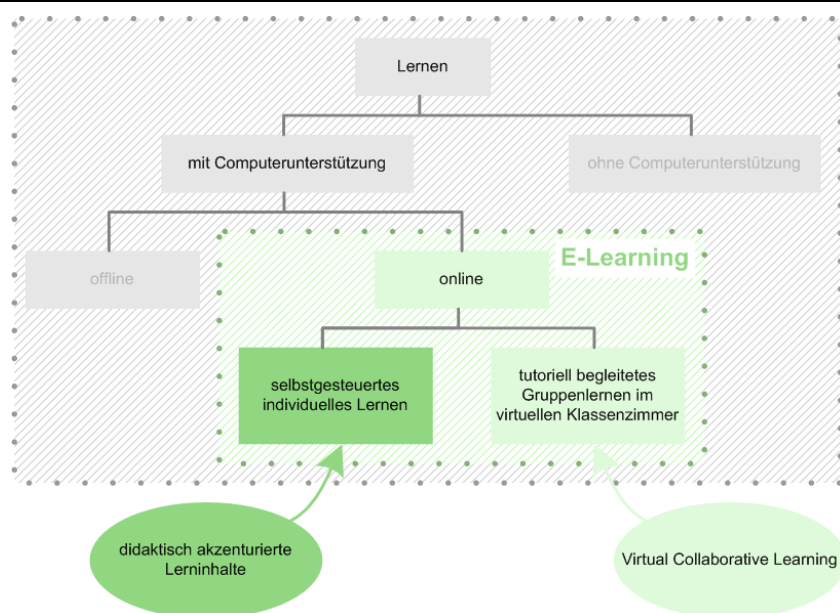 Lernen
mit Computerunterstützung
ohne Computerunterstützung
E-Learning
offline
online
selbstgesteuertes
individuelles Lernen
tutoriell begleitetes
Gruppenlernen im
virtuellen Klassenzimmer
didaktisch akzenturierte
Lerninhalte
Virtual Collaborative Learning